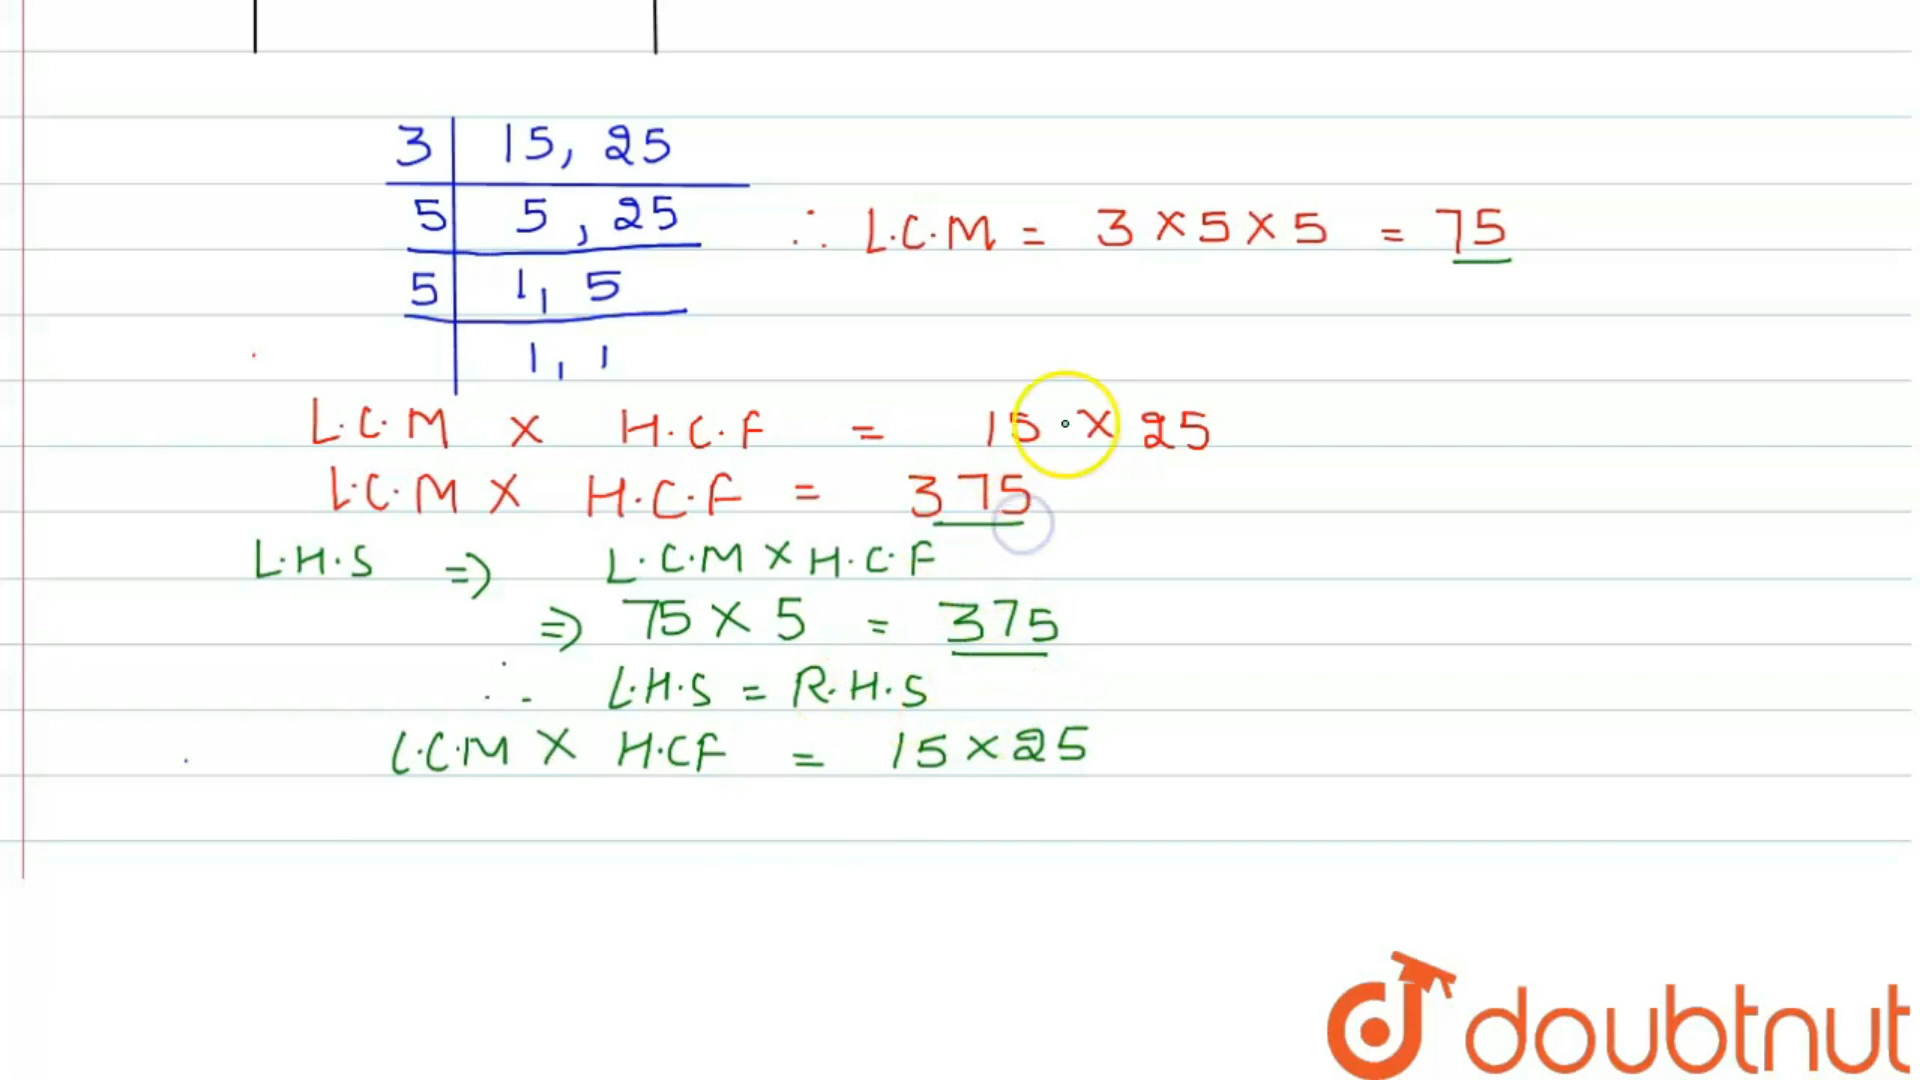 3 | 15, 25
5 | 5, 25
∴ L.C.M = 3 × 5 × 5 = 75
5 | 1, 5
1, 1
L.C.M × H.C.F = 15 × 25
L.C.M × H.C.F = 375
L.H.S ⇒ L.C.M × H.C.F
⇒ 75 × 5 = 375
∴ L.H.S = R.H.S
L.C.M × H.C.F = 15 × 25
doubtnut